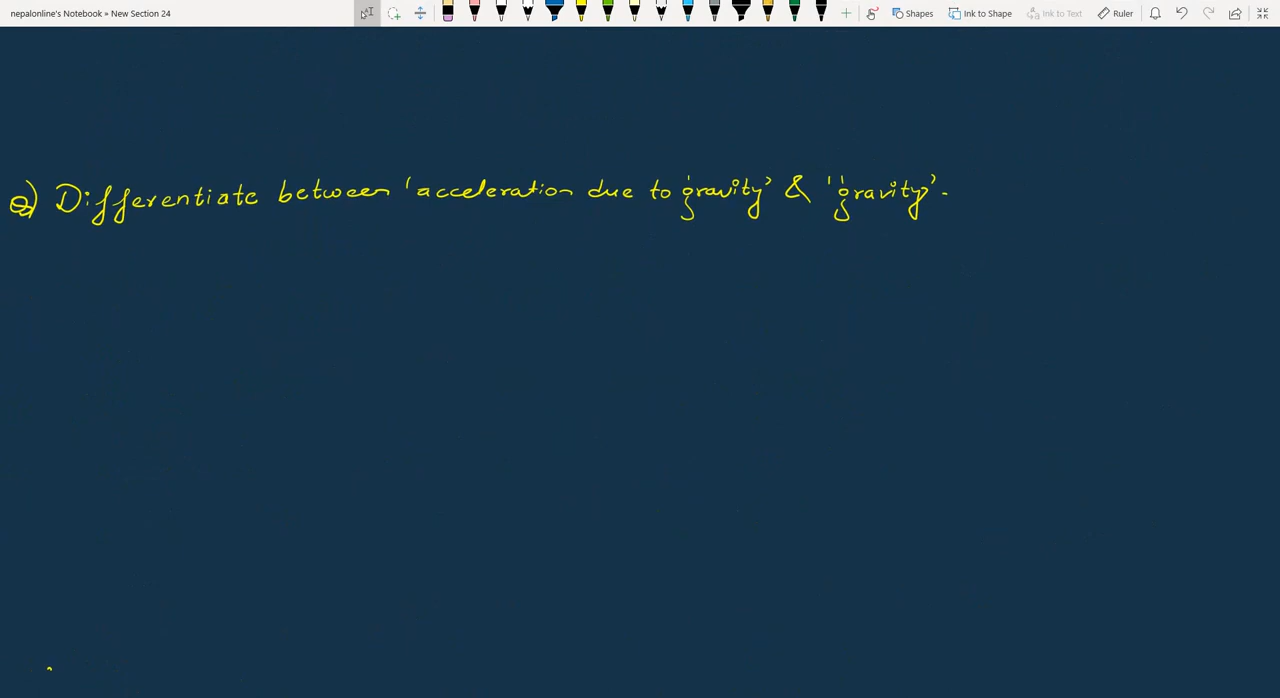 nepalonline's Notebook » New Section 24
Shapes Ink to Shape Ink to Text Ruler
Q) Differentiate between 'acceleration due to gravity' & 'gravity'.